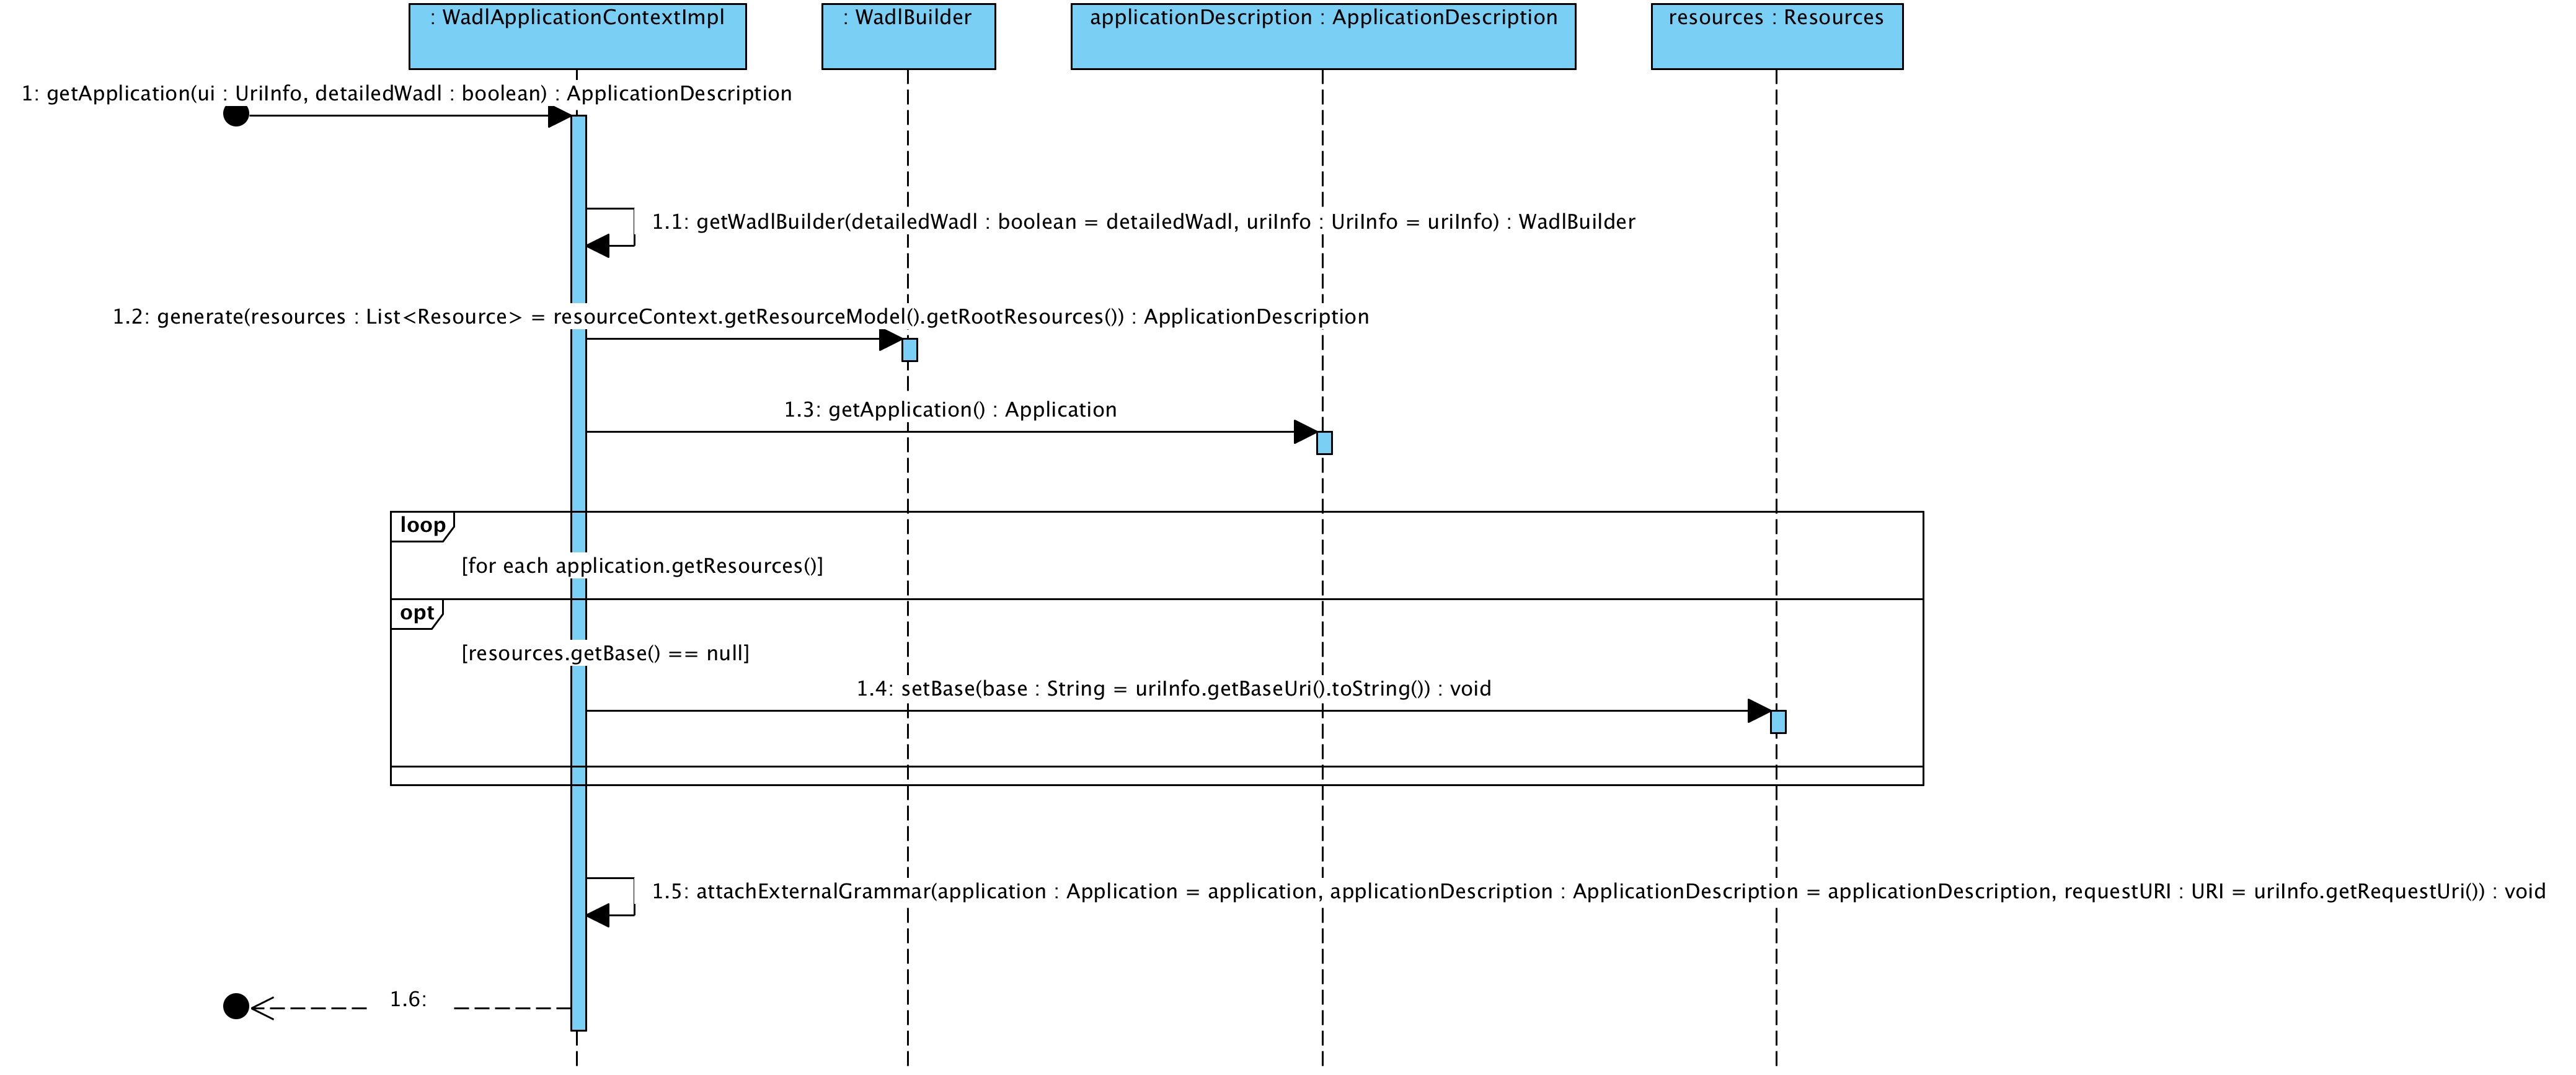 : WadlApplicationContextImpl
: WadlBuilder
applicationDescription : ApplicationDescription
resources : Resources
1: getApplication(ui : UriInfo, detailedWadl : boolean) : ApplicationDescription
1.1: getWadlBuilder(detailedWadl : boolean = detailedWadl, uriInfo : UriInfo = uriInfo) : WadlBuilder
1.2: generate(resources : List<Resource> = resourceContext.getResourceModel().getRootResources()) : ApplicationDescription
1.3: getApplication() : Application
loop
[for each application.getResources()]
opt
[resources.getBase() == null]
1.4: setBase(base : String = uriInfo.getBaseUri().toString()) : void
1.5: attachExternalGrammar(application : Application = application, applicationDescription : ApplicationDescription = applicationDescription, requestURI : URI = uriInfo.getRequestUri()) : void
1.6: